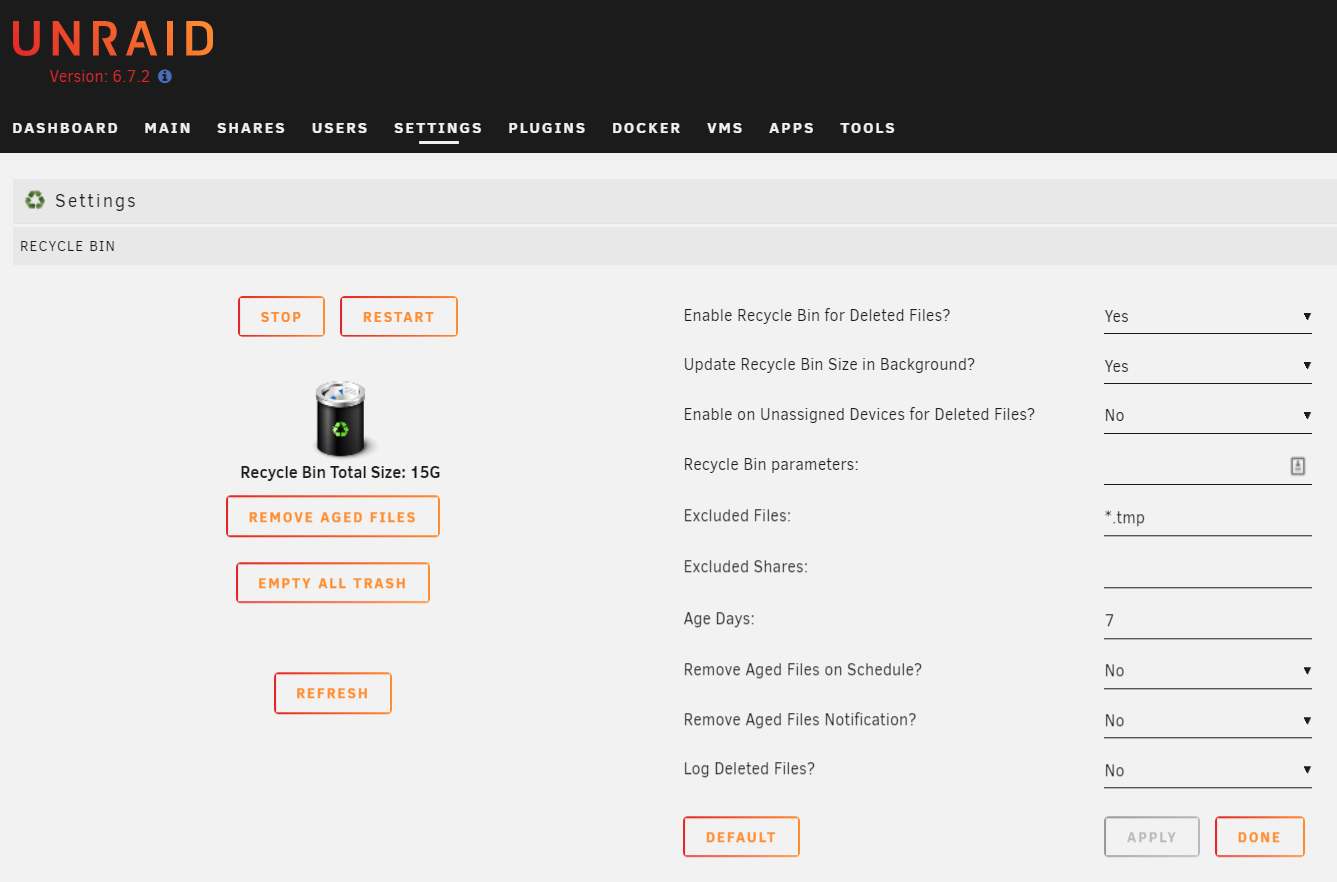 UNRAID
Version: 6.7.2
DASHBOARD MAIN SHARES USERS SETTINGS PLUGINS DOCKER VMS APPS TOOLS
Settings
RECYCLE BIN
STOP RESTART
Recycle Bin Total Size: 15G
REMOVE AGED FILES
EMPTY ALL TRASH
REFRESH
Enable Recycle Bin for Deleted Files? Yes
Update Recycle Bin Size in Background? Yes
Enable on Unassigned Devices for Deleted Files? No
Recycle Bin parameters:
Excluded Files: *.tmp
Excluded Shares:
Age Days: 7
Remove Aged Files on Schedule? No
Remove Aged Files Notification? No
Log Deleted Files? No
DEFAULT APPLY DONE